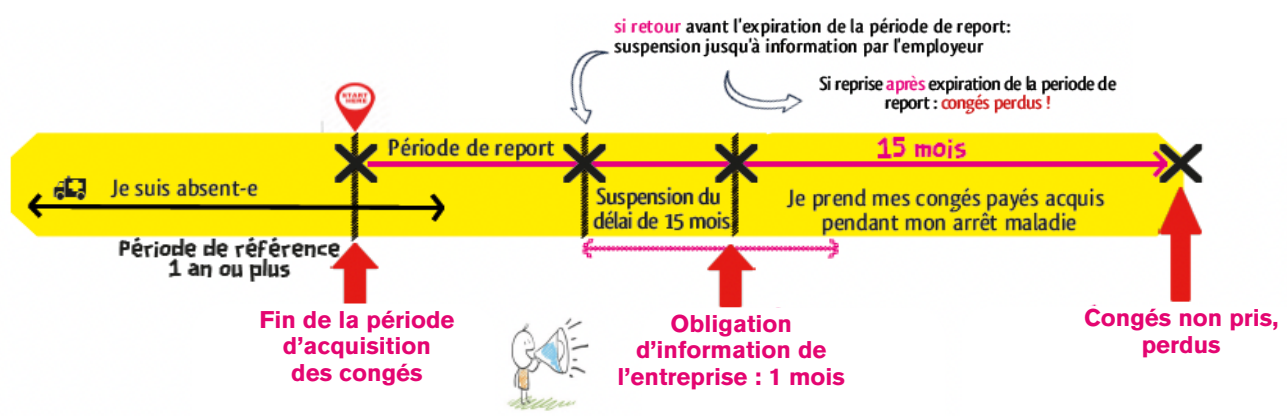 si retour avant l'expiration de la période de report:
suspension jusqu'à information par l'employeur
Si reprise après expiration de la periode de
report : congés perdus !
START
HERE
Période de report
15 mois
Je suis absent-e
Suspension du
délai de 15 mois
Je prend mes congés payés acquis
pendant mon arrêt maladie
Période de référence
1 an ou plus
Fin de la période
d’acquisition
des congés
Obligation
d’information de
l’entreprise : 1 mois
Congés non pris,
perdus